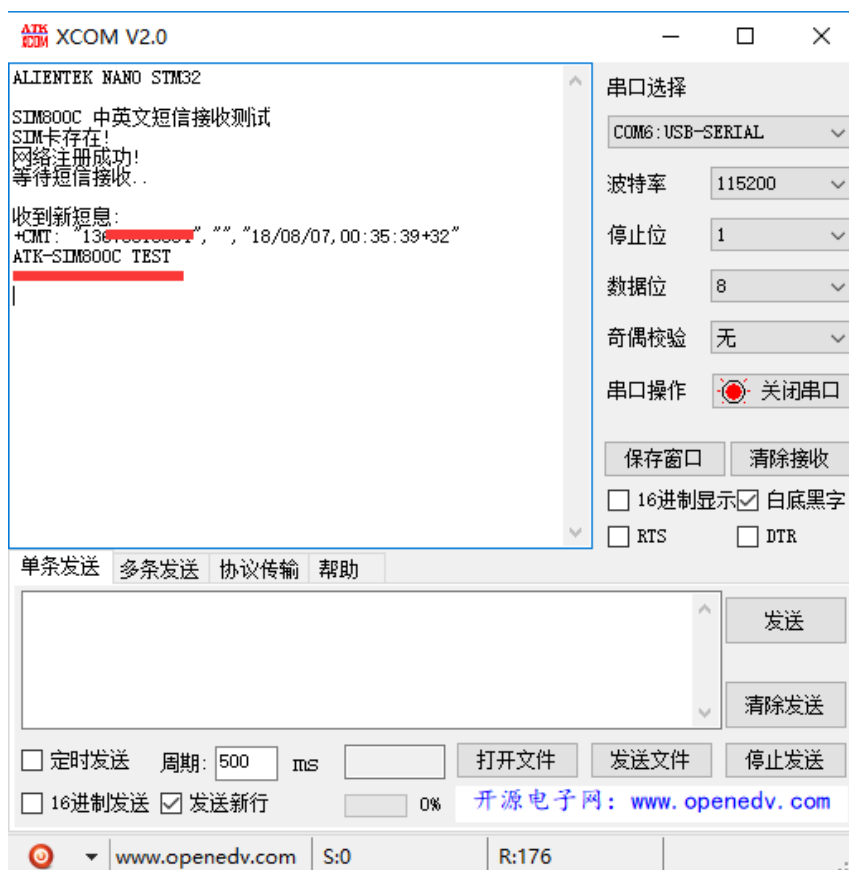 ATK XCOM XCOM V2.0
ALIENTEK NANO STM32
SIM800C 中英文短信接收测试
SIM卡存在!
网络注册成功!
等待短信接收..
收到新短息:
+CMT: "13 ","","18/08/07,00:35:39+32"
ATK-SIM800C TEST
串口选择
COM6:USB-SERIAL
波特率 115200
停止位 1
数据位 8
奇偶校验 无
串口操作 关闭串口
保存窗口 清除接收
16进制显示 白底黑字
RTS DTR
单条发送 多条发送 协议传输 帮助
发送
清除发送
定时发送 周期: 500 ms 打开文件 发送文件 停止发送
16进制发送 发送新行 0% 开源电子网: www.openedv.com
www.openedv.com S:0 R:176